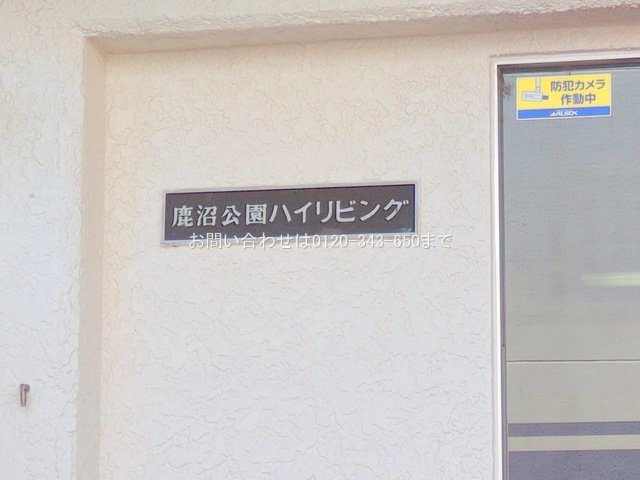 防犯カメラ
作動中
ALSOK
鹿沼公園ハイリビング
お問い合わせは0120-343-650まで